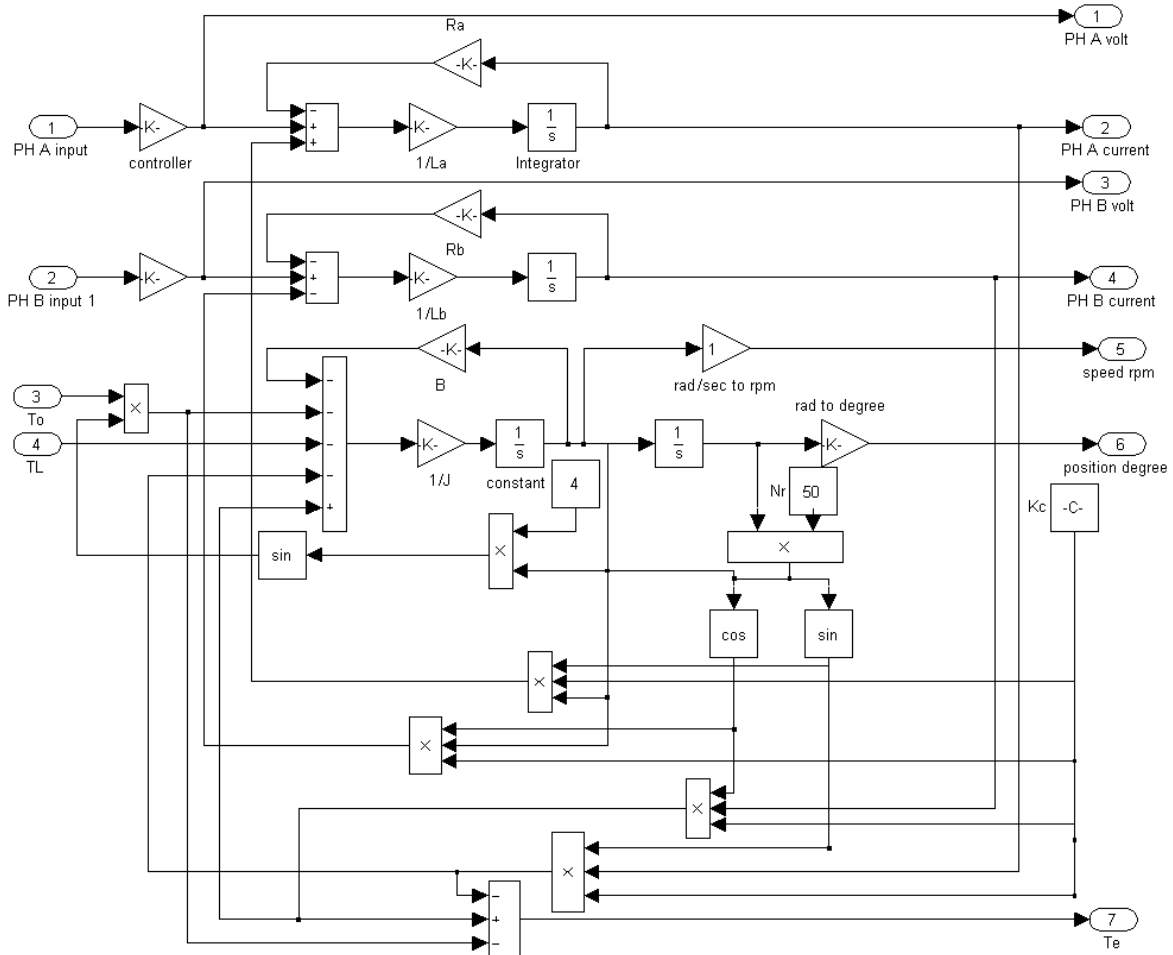 Ra
1
PH A volt
-K-
1
PH A input
-K-
controller
−
+
+
-K-
1/La
1
s
Integrator
2
PH A current
3
PH B volt
-K-
Rb
2
PH B input 1
-K-
−
+
−
-K-
1/Lb
1
s
4
PH B current
-K-
B
1
rad/sec to rpm
5
speed rpm
3
To
×
4
TL
−
−
−
−
+
-K-
1/J
1
s
constant
4
1
s
rad to degree
-K-
6
position degree
Nr
50
Kc
-C-
sin
×
×
cos
sin
×
×
×
×
−
+
−
7
Te